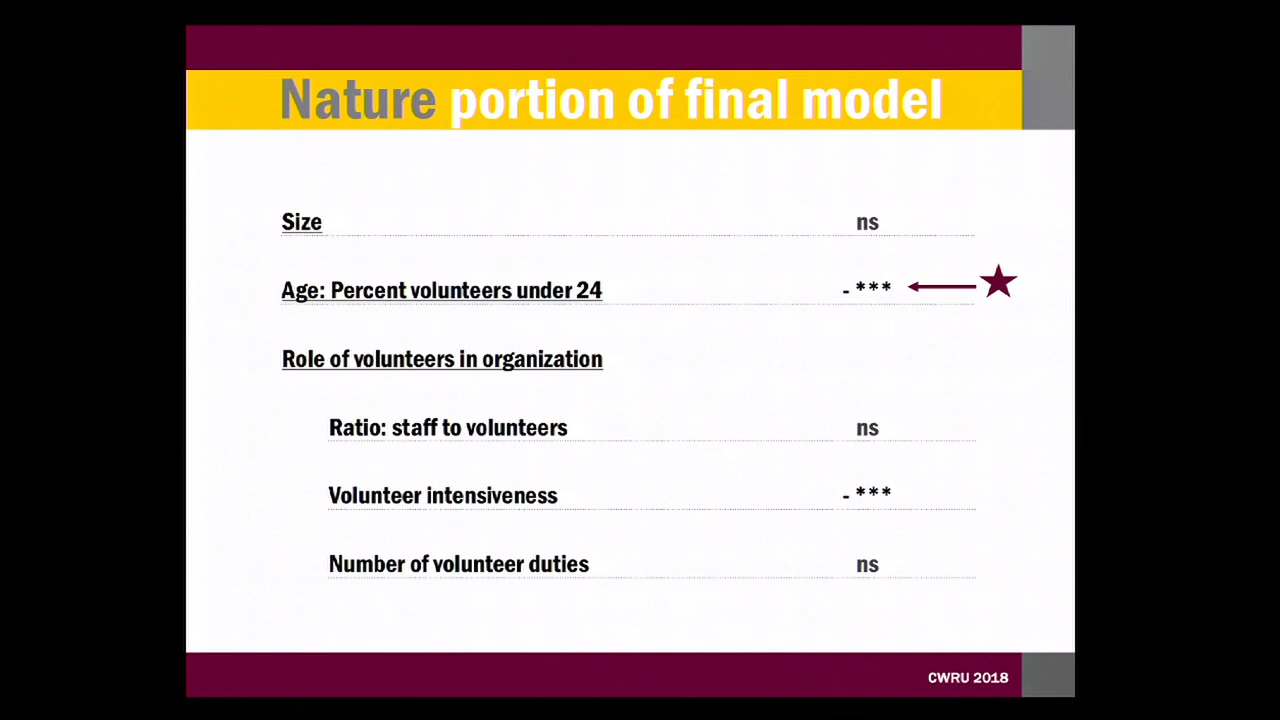 Nature portion of final model
Size ns
Age: Percent volunteers under 24 - ***
Role of volunteers in organization
Ratio: staff to volunteers ns
Volunteer intensiveness - ***
Number of volunteer duties ns
CWRU 2018